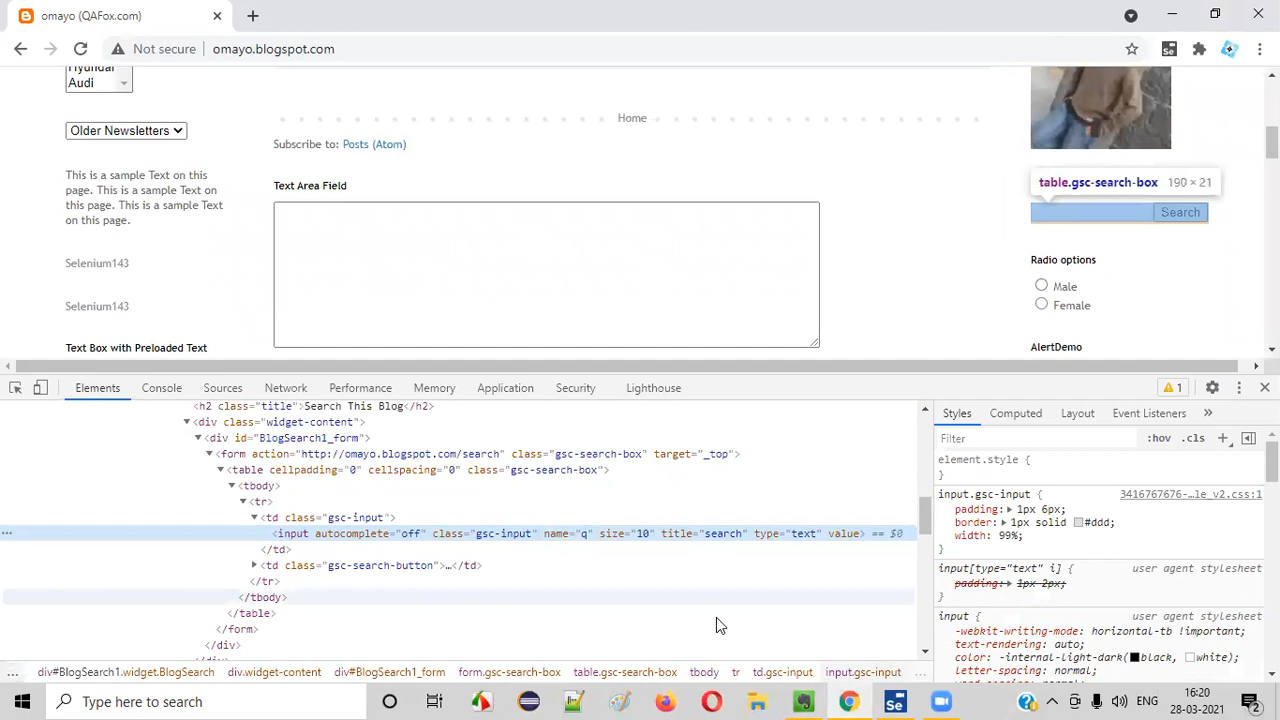 omayo (QAFox.com)
Not secure
omayo.blogspot.com
Hyundai
Audi
Older Newsletters
This is a sample Text on this
page. This is a sample Text on
this page. This is a sample Text
on this page.
Selenium143
Selenium143
Text Box with Preloaded Text
Home
Subscribe to: Posts (Atom)
Text Area Field
table.gsc-search-box 190 × 21
Search
Radio options
Male
Female
AlertDemo
Elements Console Sources Network Performance Memory Application Security Lighthouse 1
<h2 class="title">Search This Blog</h2>
<div class="widget-content">
<div id="BlogSearch1_form">
<form action="http://omayo.blogspot.com/search" class="gsc-search-box" target="_top">
<table cellpadding="0" cellspacing="0" class="gsc-search-box">
<tbody>
<tr>
<td class="gsc-input">
<input autocomplete="off" class="gsc-input" name="q" size="10" title="search" type="text" value> == $0
</td>
<td class="gsc-search-button">…</td>
</tr>
</tbody>
</table>
</form>
</div>
div#BlogSearch1.widget.BlogSearch div.widget-content div#BlogSearch1_form form.gsc-search-box table.gsc-search-box tbody tr td.gsc-input input.gsc-input
Styles Computed Layout Event Listeners »
Filter :hov .cls +
element.style {
}
input.gsc-input { 3416767676-…le_v2.css:1
padding: 1px 6px;
border: 1px solid #ddd;
width: 99%;
}
input[type="text" i] { user agent stylesheet
padding: 1px 2px;
}
input { user agent stylesheet
-webkit-writing-mode: horizontal-tb !important;
text-rendering: auto;
color: -internal-light-dark(black, white);
letter-spacing: normal;
Type here to search
ENG
16:20
28-03-2021
2